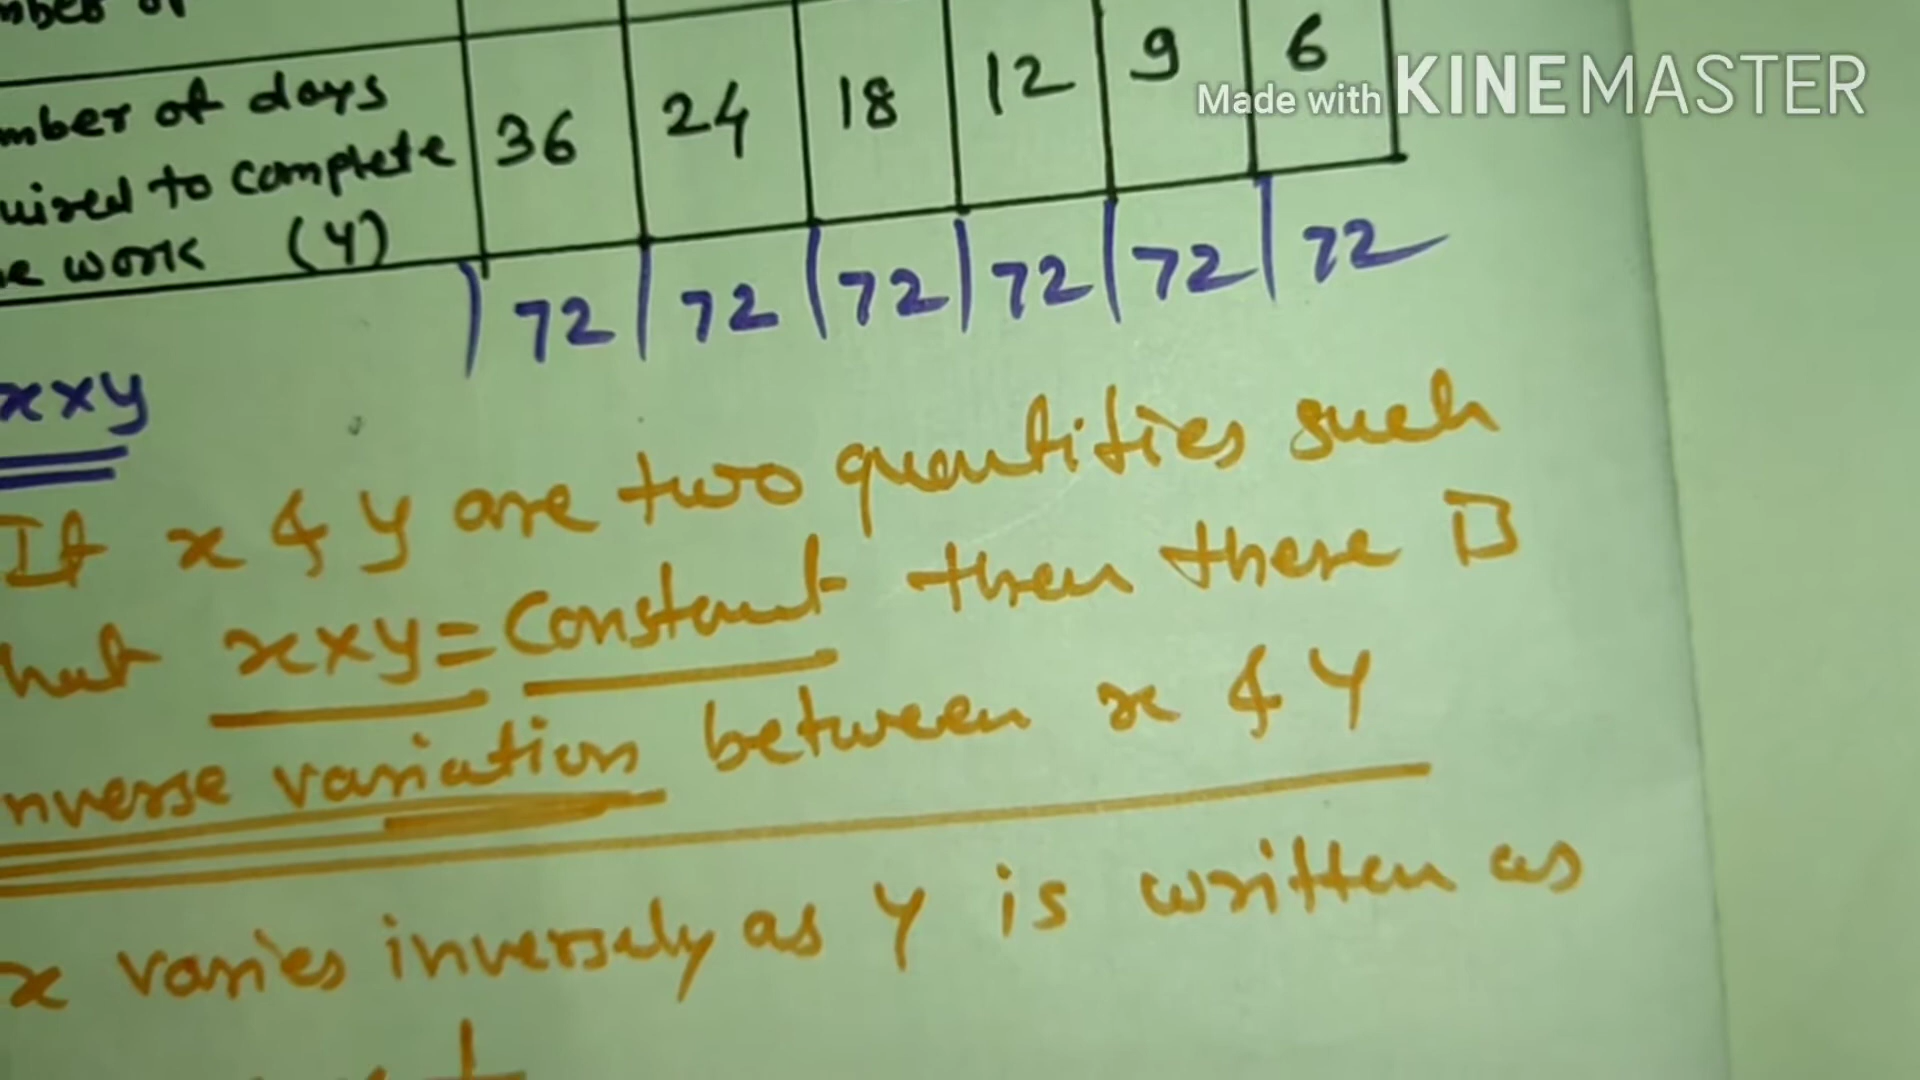 mber of days
36 24 18 12 9 6
Made with KINEMASTER
uired to complete
e work (y)
72 72 72 72 72 72
x×y
If x & y are two quantities such
hat x×y=Constant then there is
nverse variation between x & y
x varies inversely as y is written as